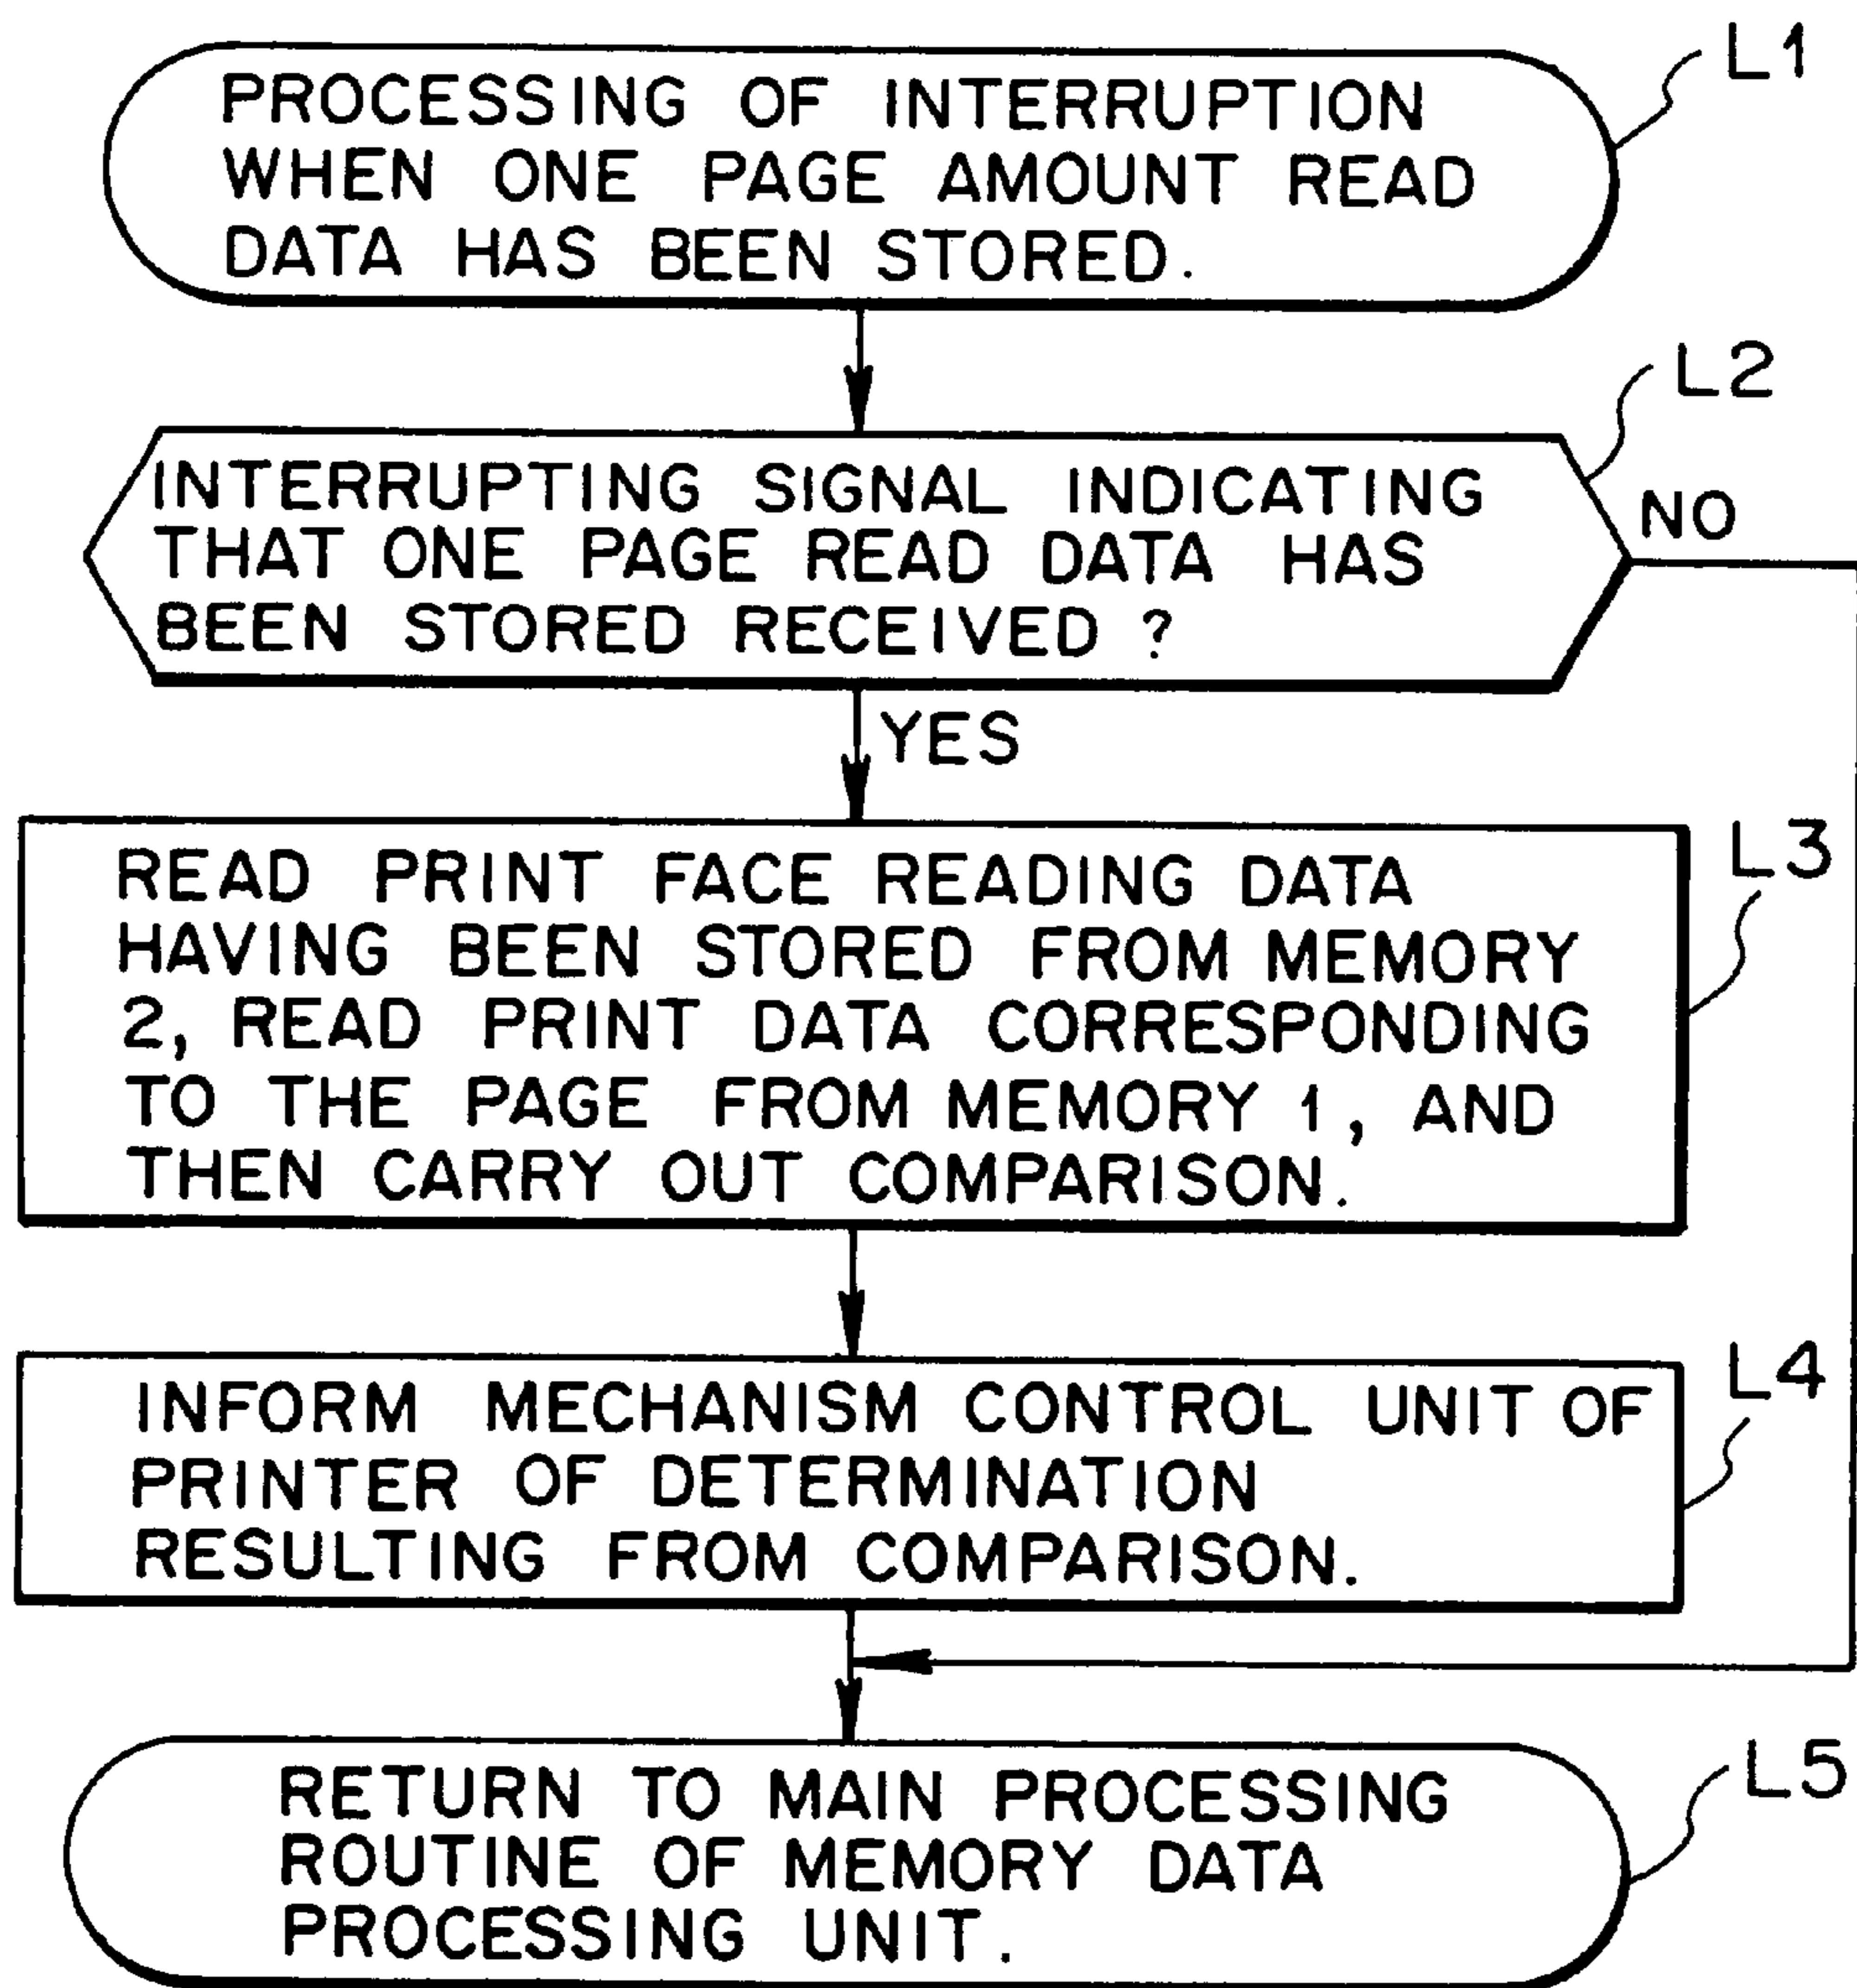 L1
PROCESSING OF INTERRUPTION
WHEN ONE PAGE AMOUNT READ
DATA HAS BEEN STORED.
L2
INTERRUPTING SIGNAL INDICATING
THAT ONE PAGE READ DATA HAS
BEEN STORED RECEIVED ?
NO
YES
L3
READ PRINT FACE READING DATA
HAVING BEEN STORED FROM MEMORY
2, READ PRINT DATA CORRESPONDING
TO THE PAGE FROM MEMORY 1, AND
THEN CARRY OUT COMPARISON.
L4
INFORM MECHANISM CONTROL UNIT OF
PRINTER OF DETERMINATION
RESULTING FROM COMPARISON.
L5
RETURN TO MAIN PROCESSING
ROUTINE OF MEMORY DATA
PROCESSING UNIT.